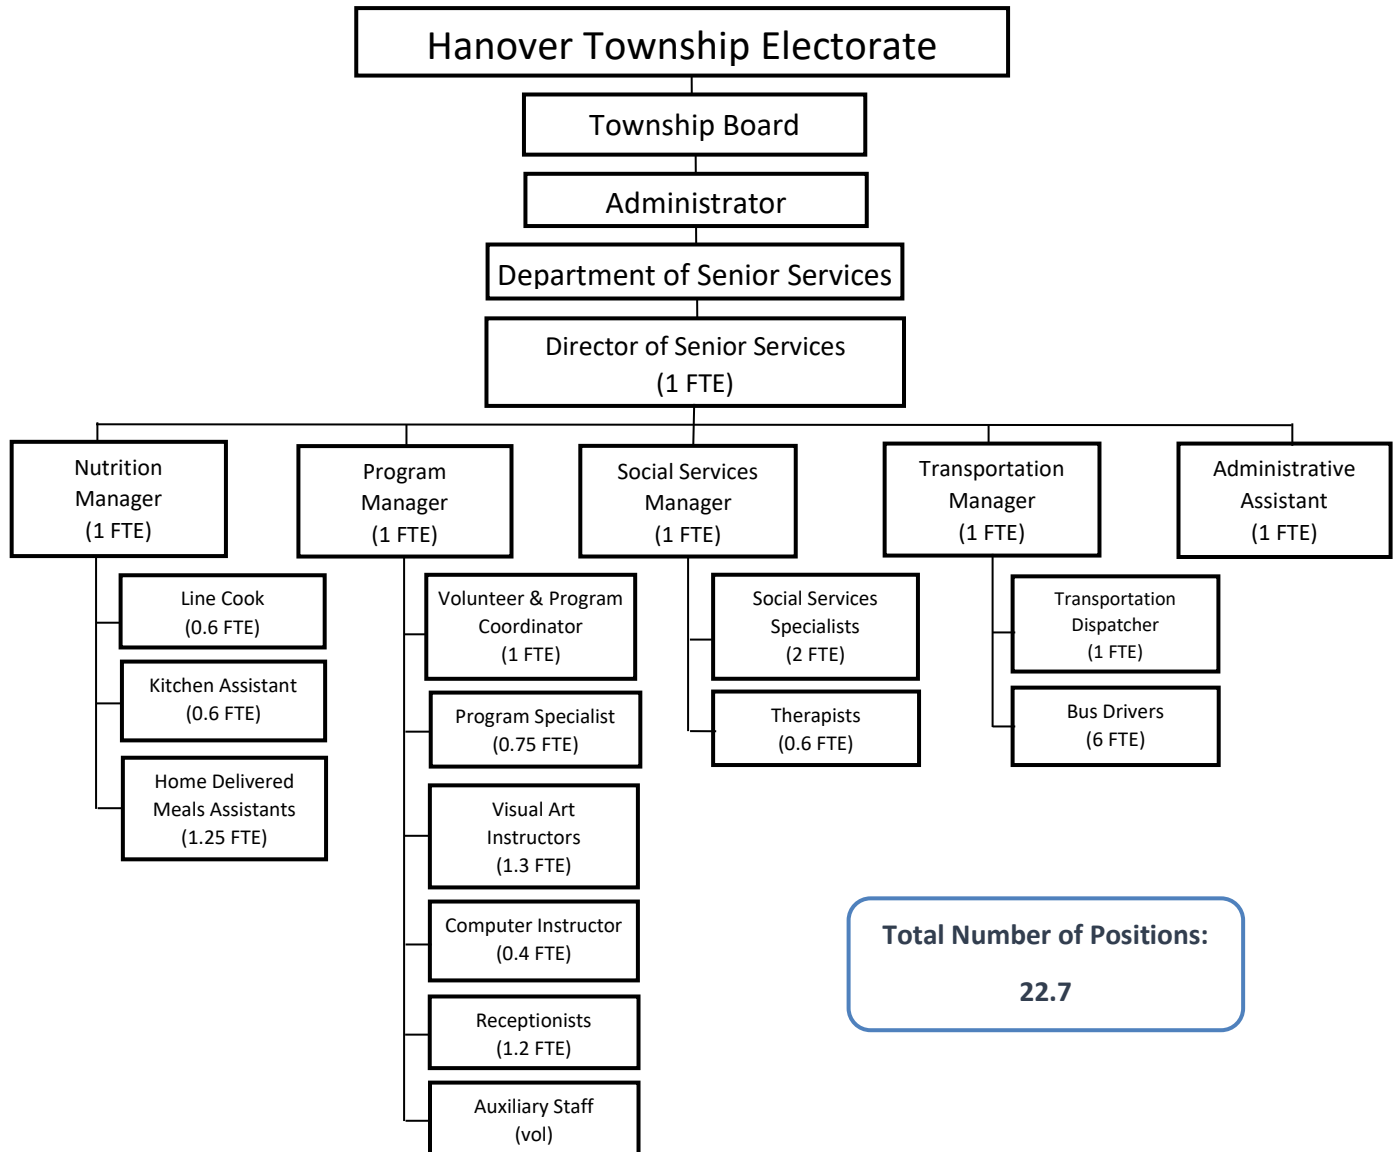 Hanover Township Electorate
Township Board
Administrator
Department of Senior Services
Director of Senior Services
(1 FTE)
Nutrition
Manager
(1 FTE)
Program
Manager
(1 FTE)
Social Services
Manager
(1 FTE)
Transportation
Manager
(1 FTE)
Administrative
Assistant
(1 FTE)
Line Cook
(0.6 FTE)
Kitchen Assistant
(0.6 FTE)
Home Delivered
Meals Assistants
(1.25 FTE)
Volunteer & Program
Coordinator
(1 FTE)
Program Specialist
(0.75 FTE)
Visual Art
Instructors
(1.3 FTE)
Computer Instructor
(0.4 FTE)
Receptionists
(1.2 FTE)
Auxiliary Staff
(vol)
Social Services
Specialists
(2 FTE)
Therapists
(0.6 FTE)
Transportation
Dispatcher
(1 FTE)
Bus Drivers
(6 FTE)
Total Number of Positions:
22.7